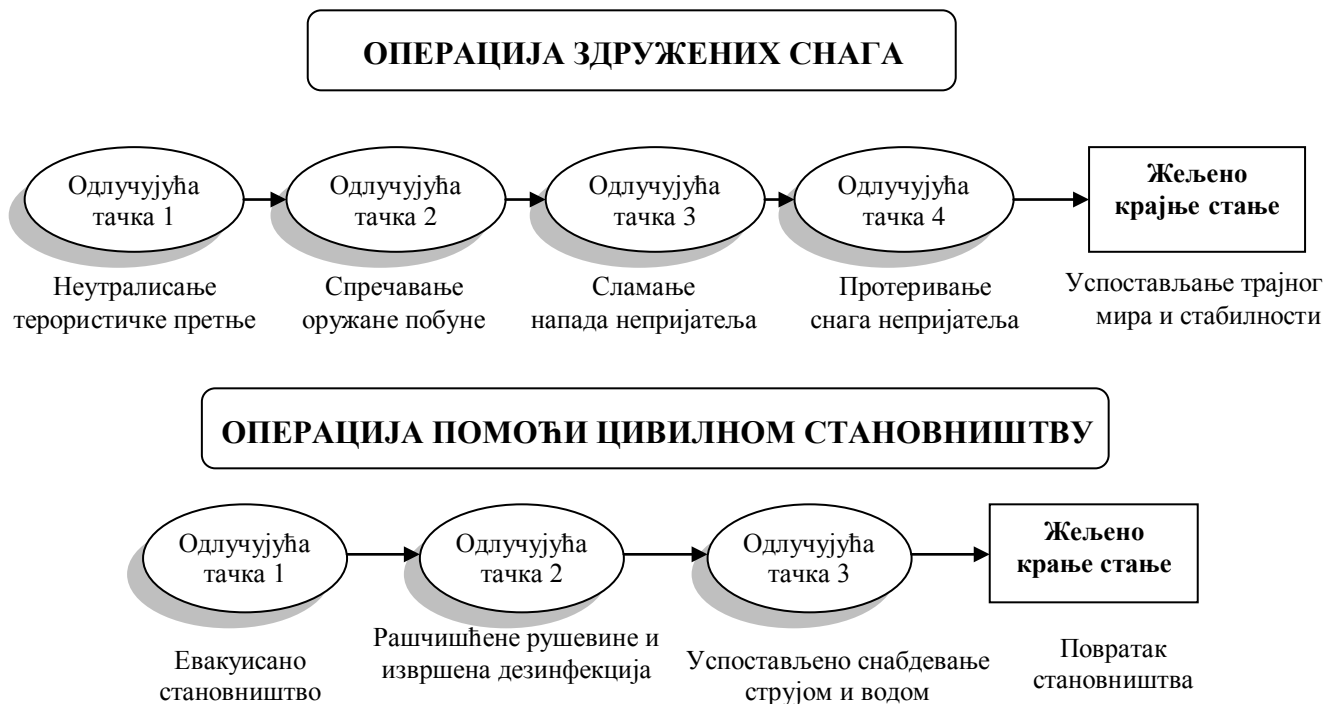 ОПЕРАЦИЈА ЗДРУЖЕНИХ СНАГА
Одлучујућа
тачка 1
Одлучујућа
тачка 2
Одлучујућа
тачка 3
Одлучујућа
тачка 4
Жељено
крајње стање
Неутралисање
терористичке претње
Спречавање
оружане побуне
Сламање
напада непријатеља
Протеривање
снага непријатеља
Успостављање трајног
мира и стабилности
ОПЕРАЦИЈА ПОМОЋИ ЦИВИЛНОМ СТАНОВНИШТВУ
Одлучујућа
тачка 1
Одлучујућа
тачка 2
Одлучујућа
тачка 3
Жељено
крање стање
Евакуисано
становништво
Рашчишћене рушевине и
извршена дезинфекција
Успостављено снабдевање
струјом и водом
Повратак
становништва